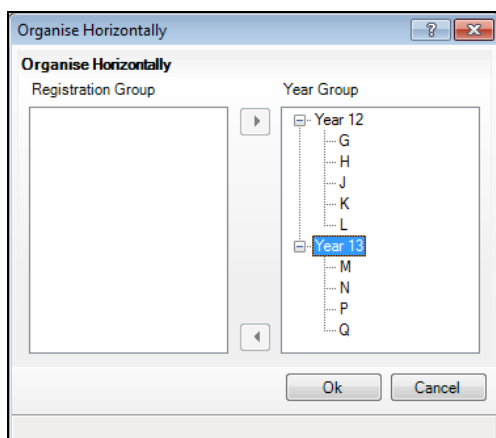 Organise Horizontally
Organise Horizontally
Registration Group
Year Group
Year 12
G
H
J
K
L
Year 13
M
N
P
Q
Ok
Cancel